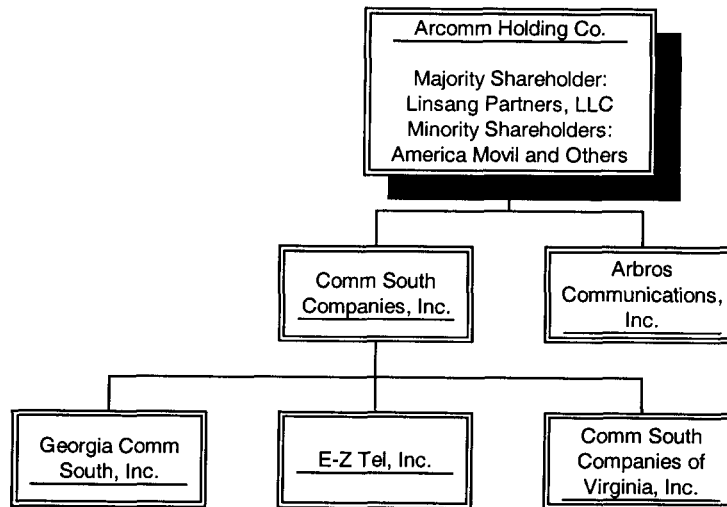 Arcomm Holding Co.
Majority Shareholder:
Linsang Partners, LLC
Minority Shareholders:
America Movil and Others
Comm South
Companies, Inc.
Arbros
Communications,
Inc.
Georgia Comm
South, Inc.
E-Z Tel, Inc.
Comm South
Companies of
Virginia, Inc.